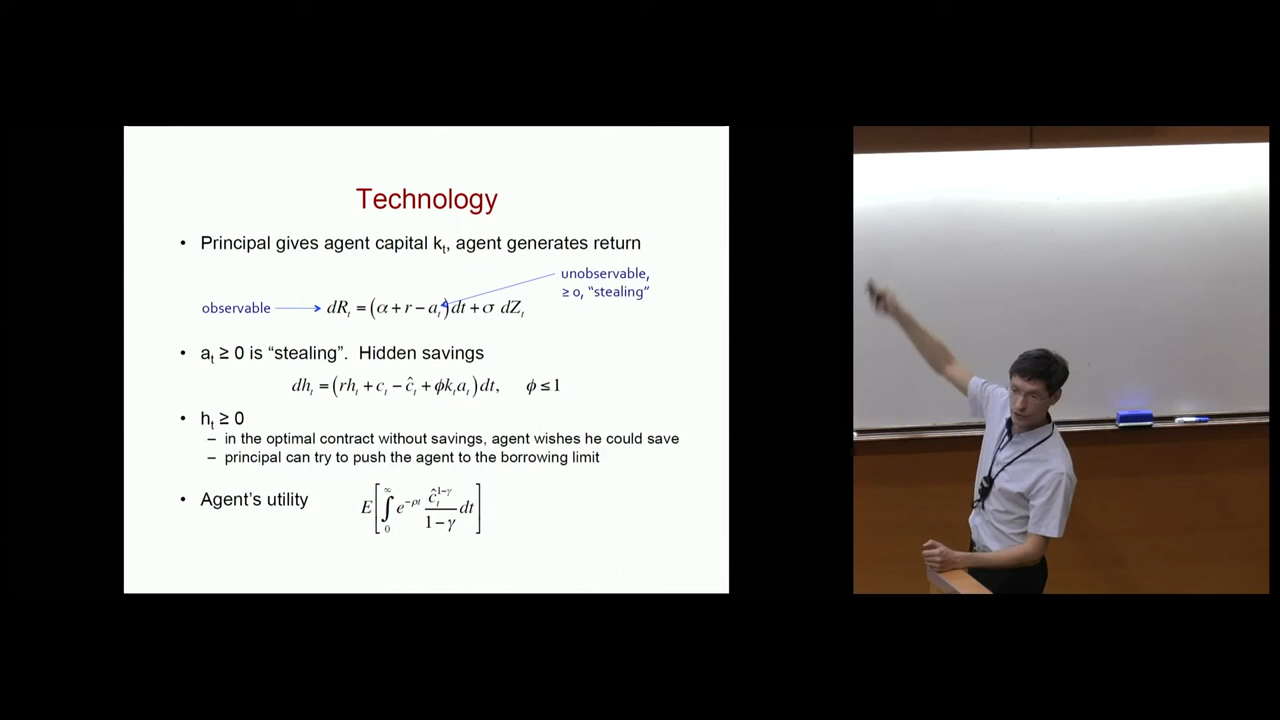 Technology
• Principal gives agent capital kₜ, agent generates return
unobservable,
≥ 0, “stealing”
observable
dRₜ = (α + r − aₜ)dt + σ dZₜ
• aₜ ≥ 0 is “stealing”. Hidden savings
dhₜ = (rhₜ + cₜ − ĉₜ + ϕkₜaₜ)dt, ϕ ≤ 1
• hₜ ≥ 0
– in the optimal contract without savings, agent wishes he could save
– principal can try to push the agent to the borrowing limit
• Agent’s utility E[∫₀^∞ e^{−ρt} ĉₜ^{1−γ}/(1−γ) dt]